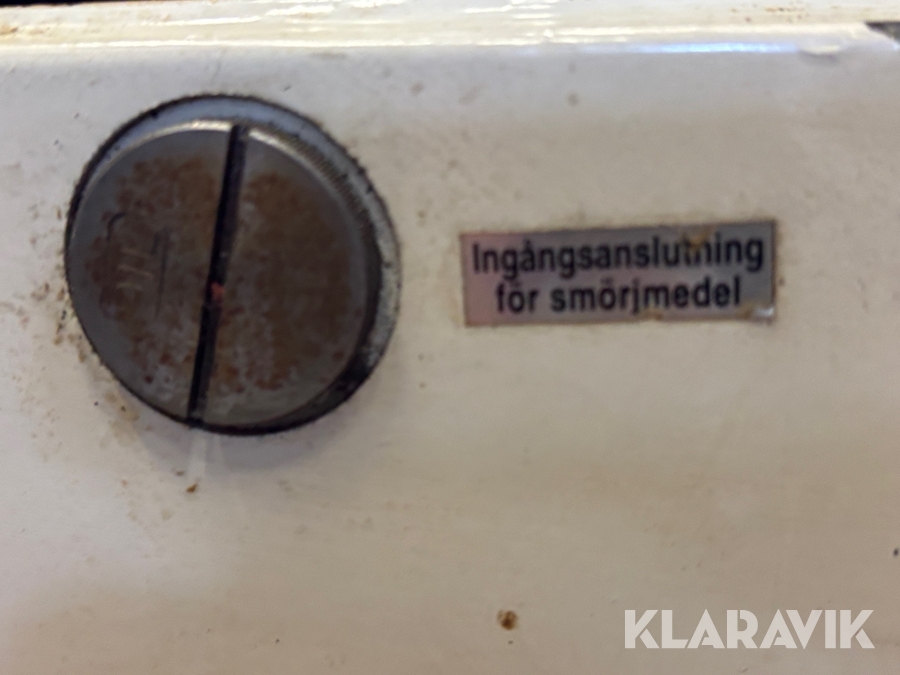 Ingångsanslutning
för smörjmedel
KLARAVIK